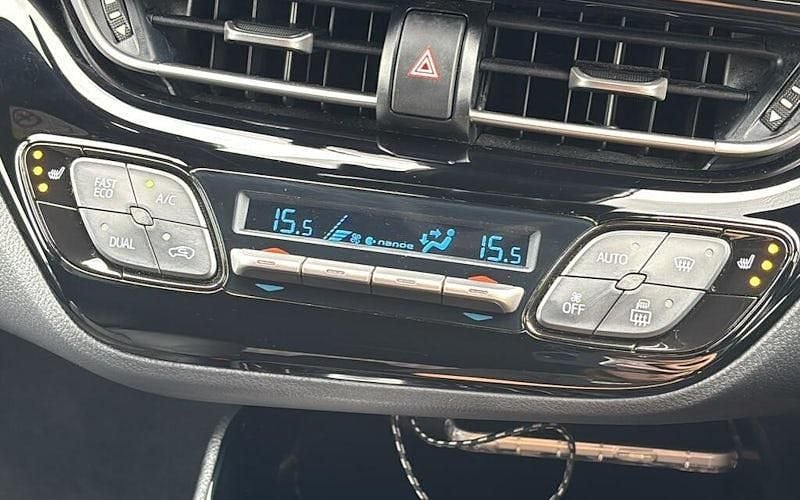 FAST
ECO
A/C
DUAL
15.5
nanoe
15.5
AUTO
OFF